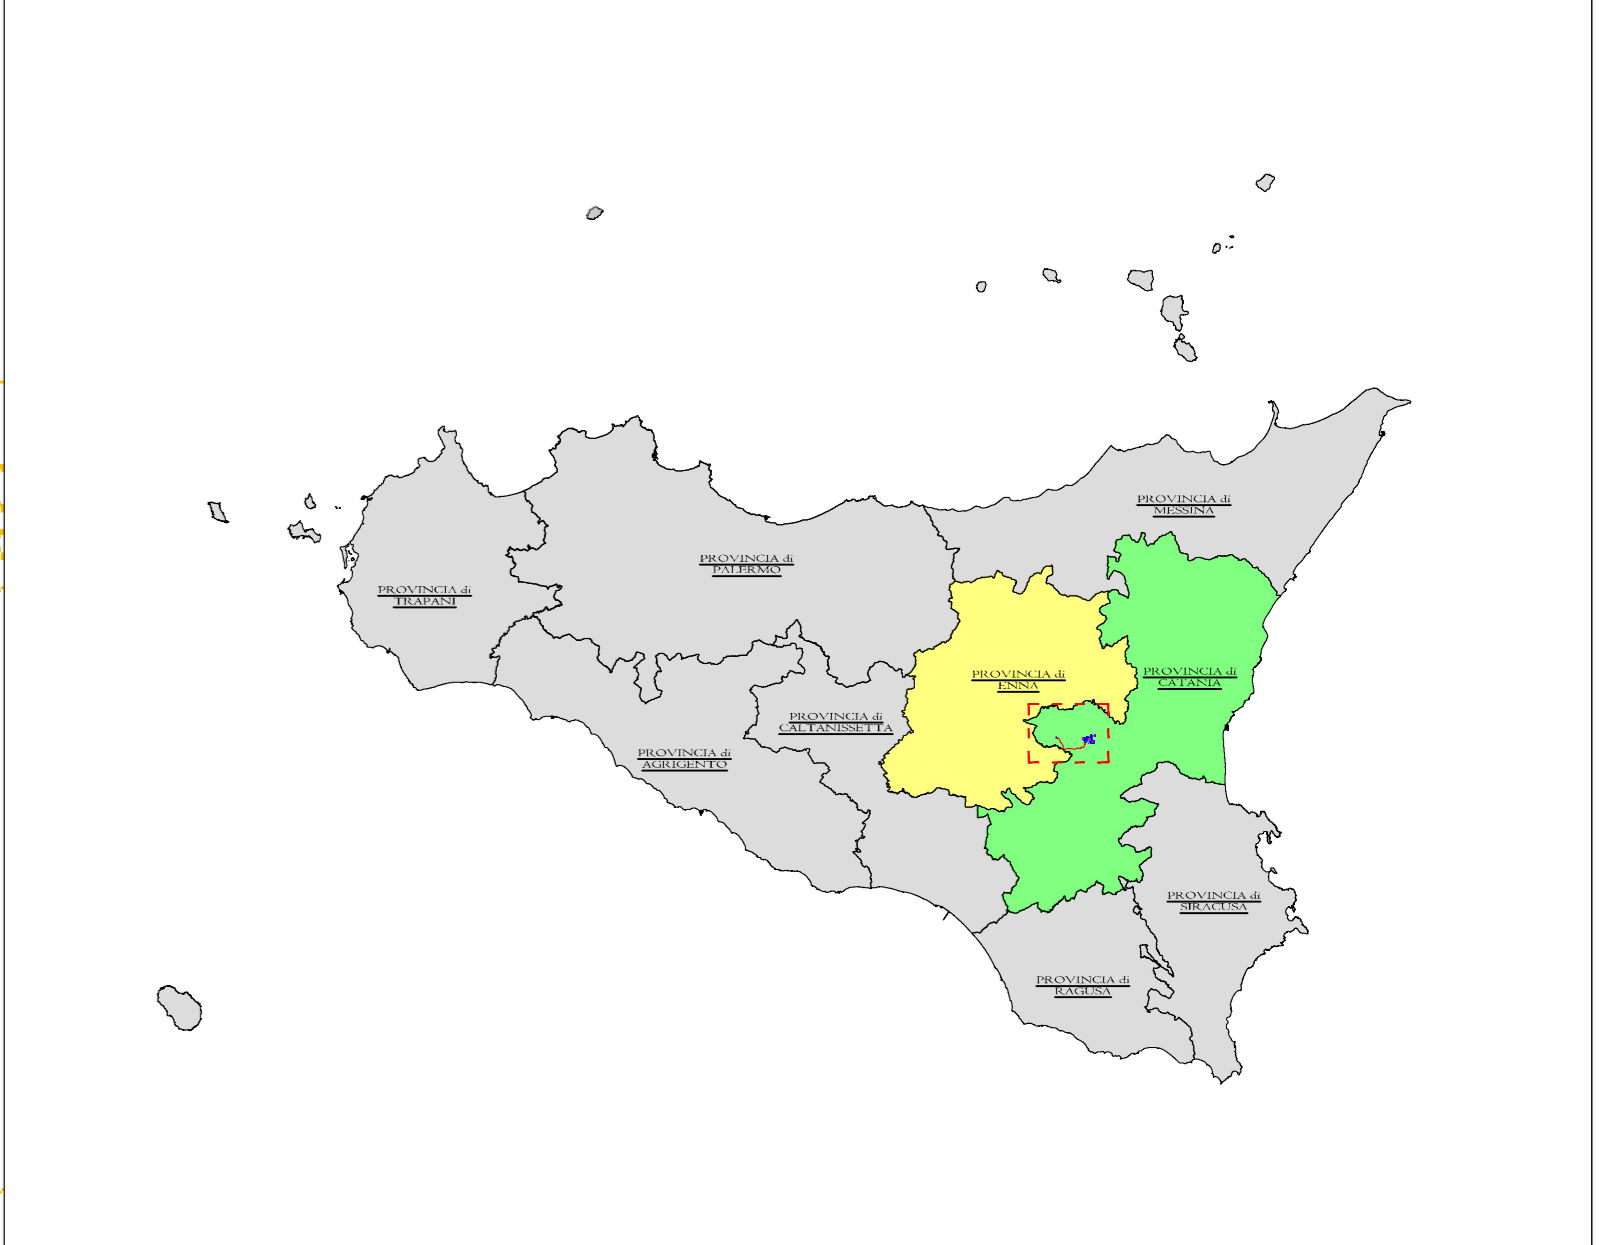 PROVINCIA di
MESSINA
PROVINCIA di
PALERMO
PROVINCIA di
TRAPANI
PROVINCIA di
ENNA
PROVINCIA di
CATANIA
PROVINCIA di
CALTANISSETTA
PROVINCIA di
AGRIGENTO
PROVINCIA di
SIRACUSA
PROVINCIA di
RAGUSA